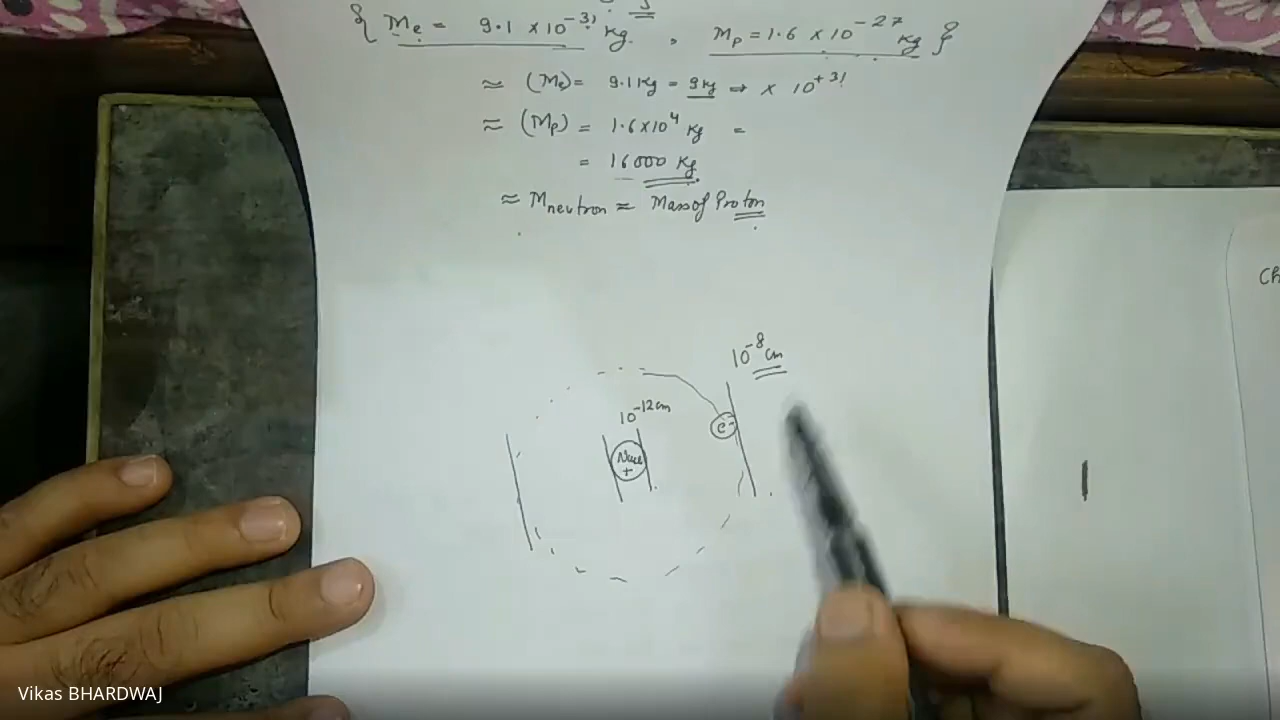 { Me = 9.1 × 10⁻³¹ kg , Mp = 1.6 × 10⁻²⁷ kg }
≈ (Me) = 9.1 Kg = 9 kg ⇒ × 10⁺³¹
≈ (Mp) = 1.6×10⁴ kg =
= 16000 Kg
≈ Mneutron ≈ Mass of Proton
Ch
10⁻⁸ cm
10⁻¹² cm
e⁻
Nucl
+
Vikas BHARDWAJ